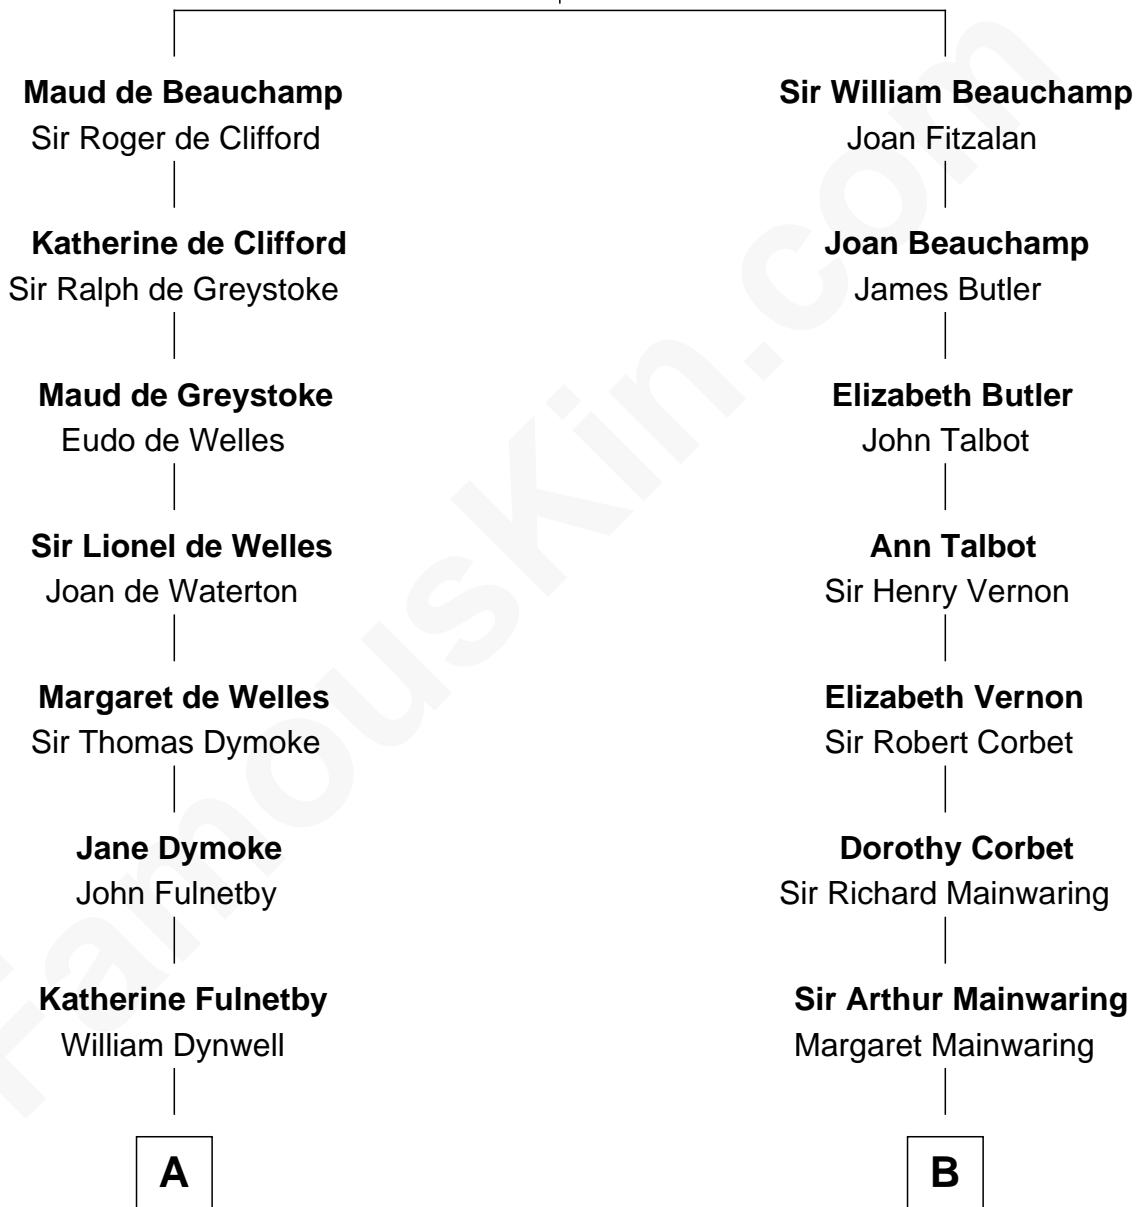 Maud de Beauchamp
Sir Roger de Clifford
Katherine de Clifford
Sir Ralph de Greystoke
Maud de Greystoke
Eudo de Welles
Sir Lionel de Welles
Joan de Waterton
Margaret de Welles
Sir Thomas Dymoke
Jane Dymoke
John Fulnetby
Katherine Fulnetby
William Dynwell
A
Sir William Beauchamp
Joan Fitzalan
Joan Beauchamp
James Butler
Elizabeth Butler
John Talbot
Ann Talbot
Sir Henry Vernon
Elizabeth Vernon
Sir Robert Corbet
Dorothy Corbet
Sir Richard Mainwaring
Sir Arthur Mainwaring
Margaret Mainwaring
B
FamousKin.com